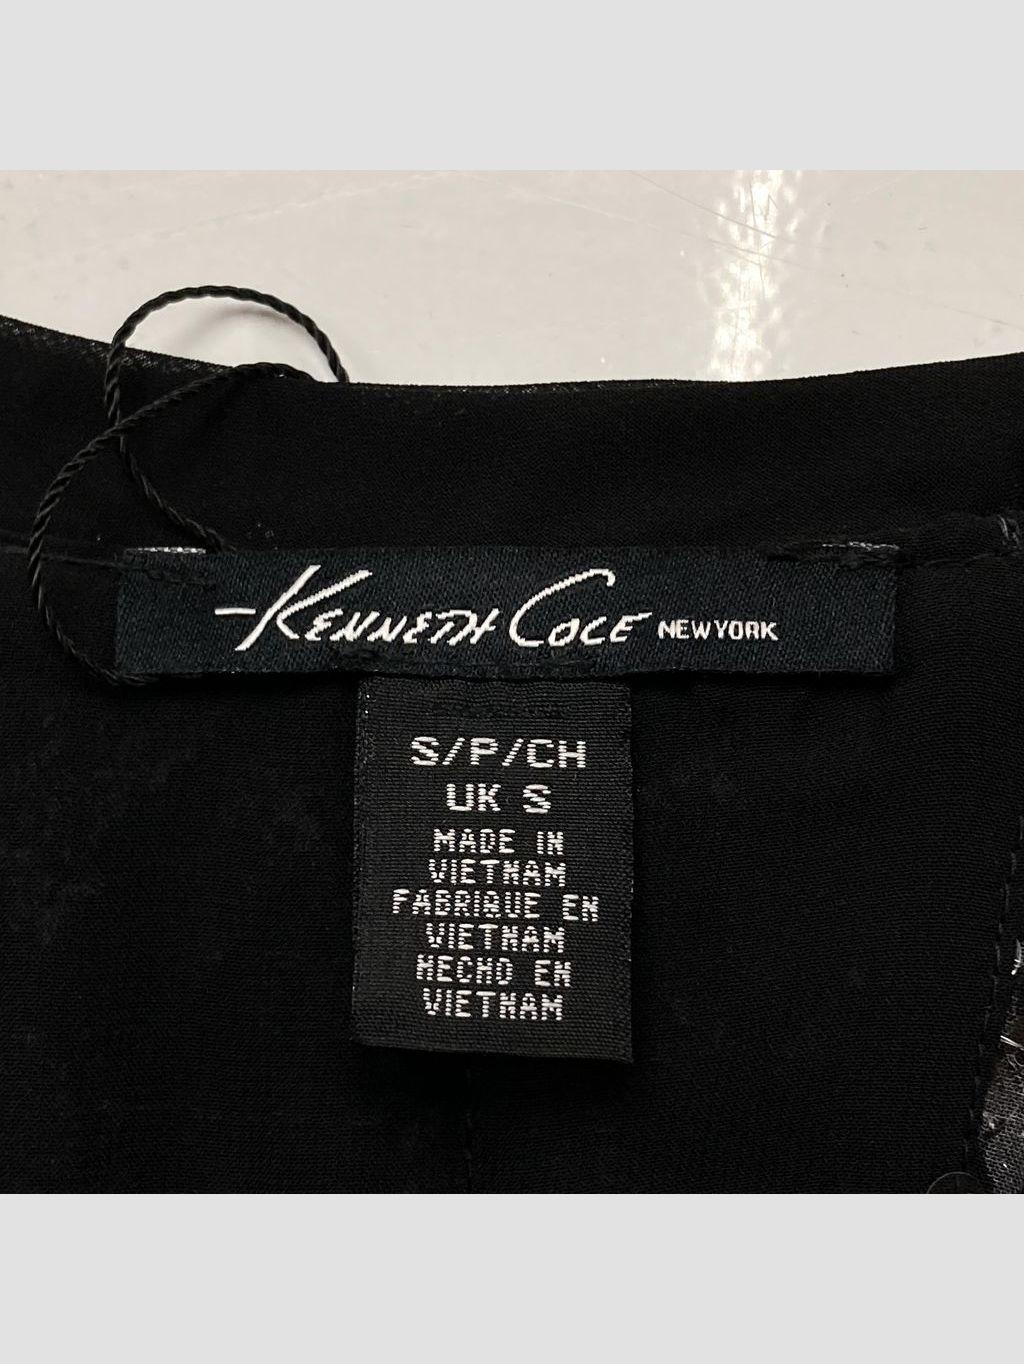 KENNETH COLE NEW YORK
S/P/CH
UK S
MADE IN
VIETNAM
FABRIQUE EN
VIETNAM
HECHO EN
VIETNAM